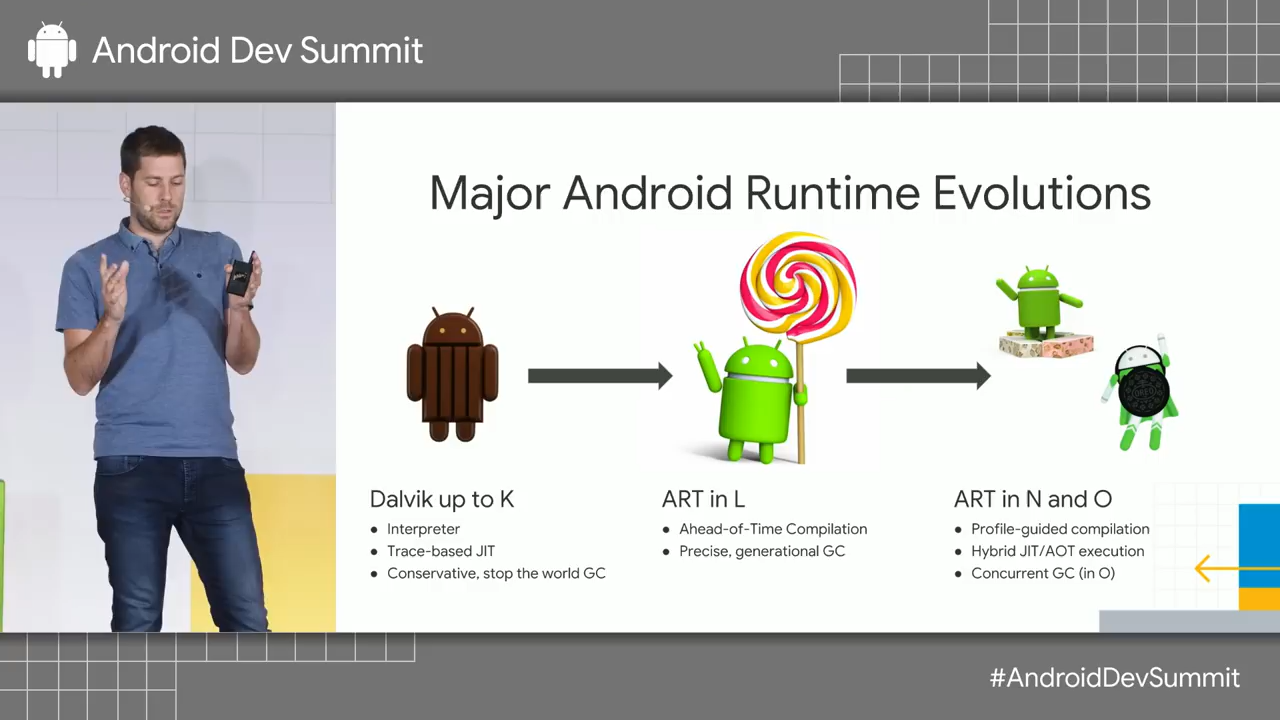 Android Dev Summit
Major Android Runtime Evolutions
Dalvik up to K
● Interpreter
● Trace-based JIT
● Conservative, stop the world GC
ART in L
● Ahead-of-Time Compilation
● Precise, generational GC
ART in N and O
● Profile-guided compilation
● Hybrid JIT/AOT execution
● Concurrent GC (in O)
#AndroidDevSummit